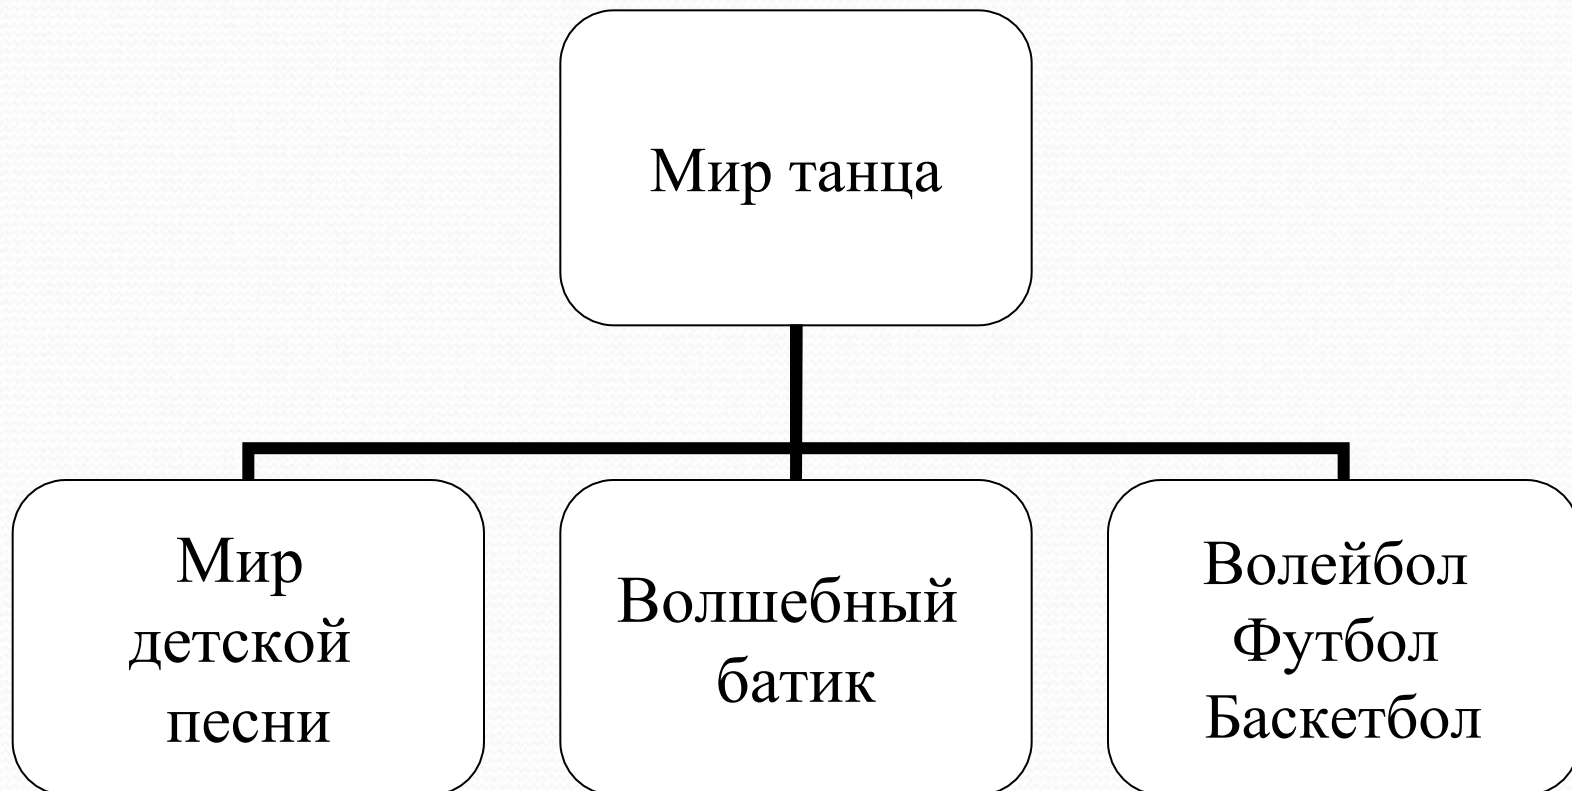 Мир танца
Мир
детской
песни
Волшебный
батик
Волейбол
Футбол
Баскетбол